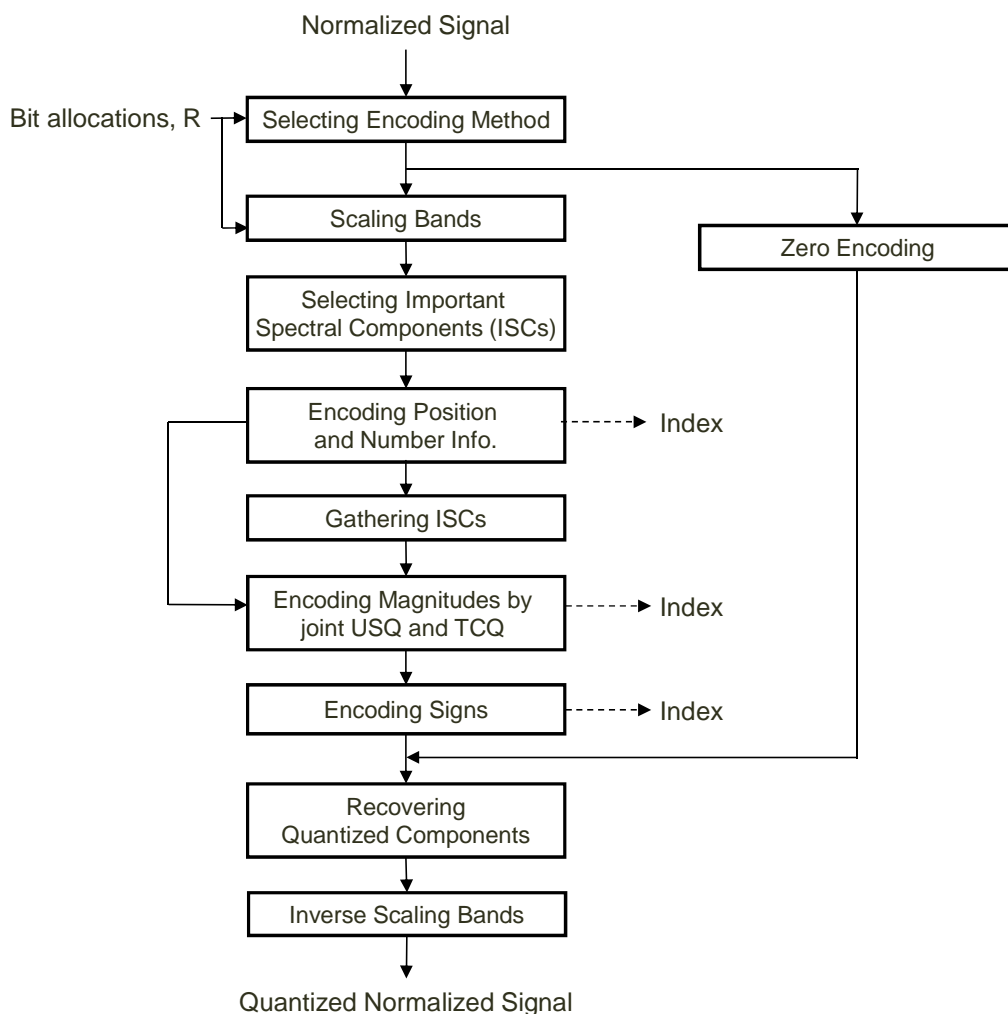 Normalized Signal
Bit allocations, R
Selecting Encoding Method
Scaling Bands
Zero Encoding
Selecting Important
Spectral Components (ISCs)
Encoding Position
and Number Info.
Index
Gathering ISCs
Encoding Magnitudes by
joint USQ and TCQ
Index
Encoding Signs
Index
Recovering
Quantized Components
Inverse Scaling Bands
Quantized Normalized Signal